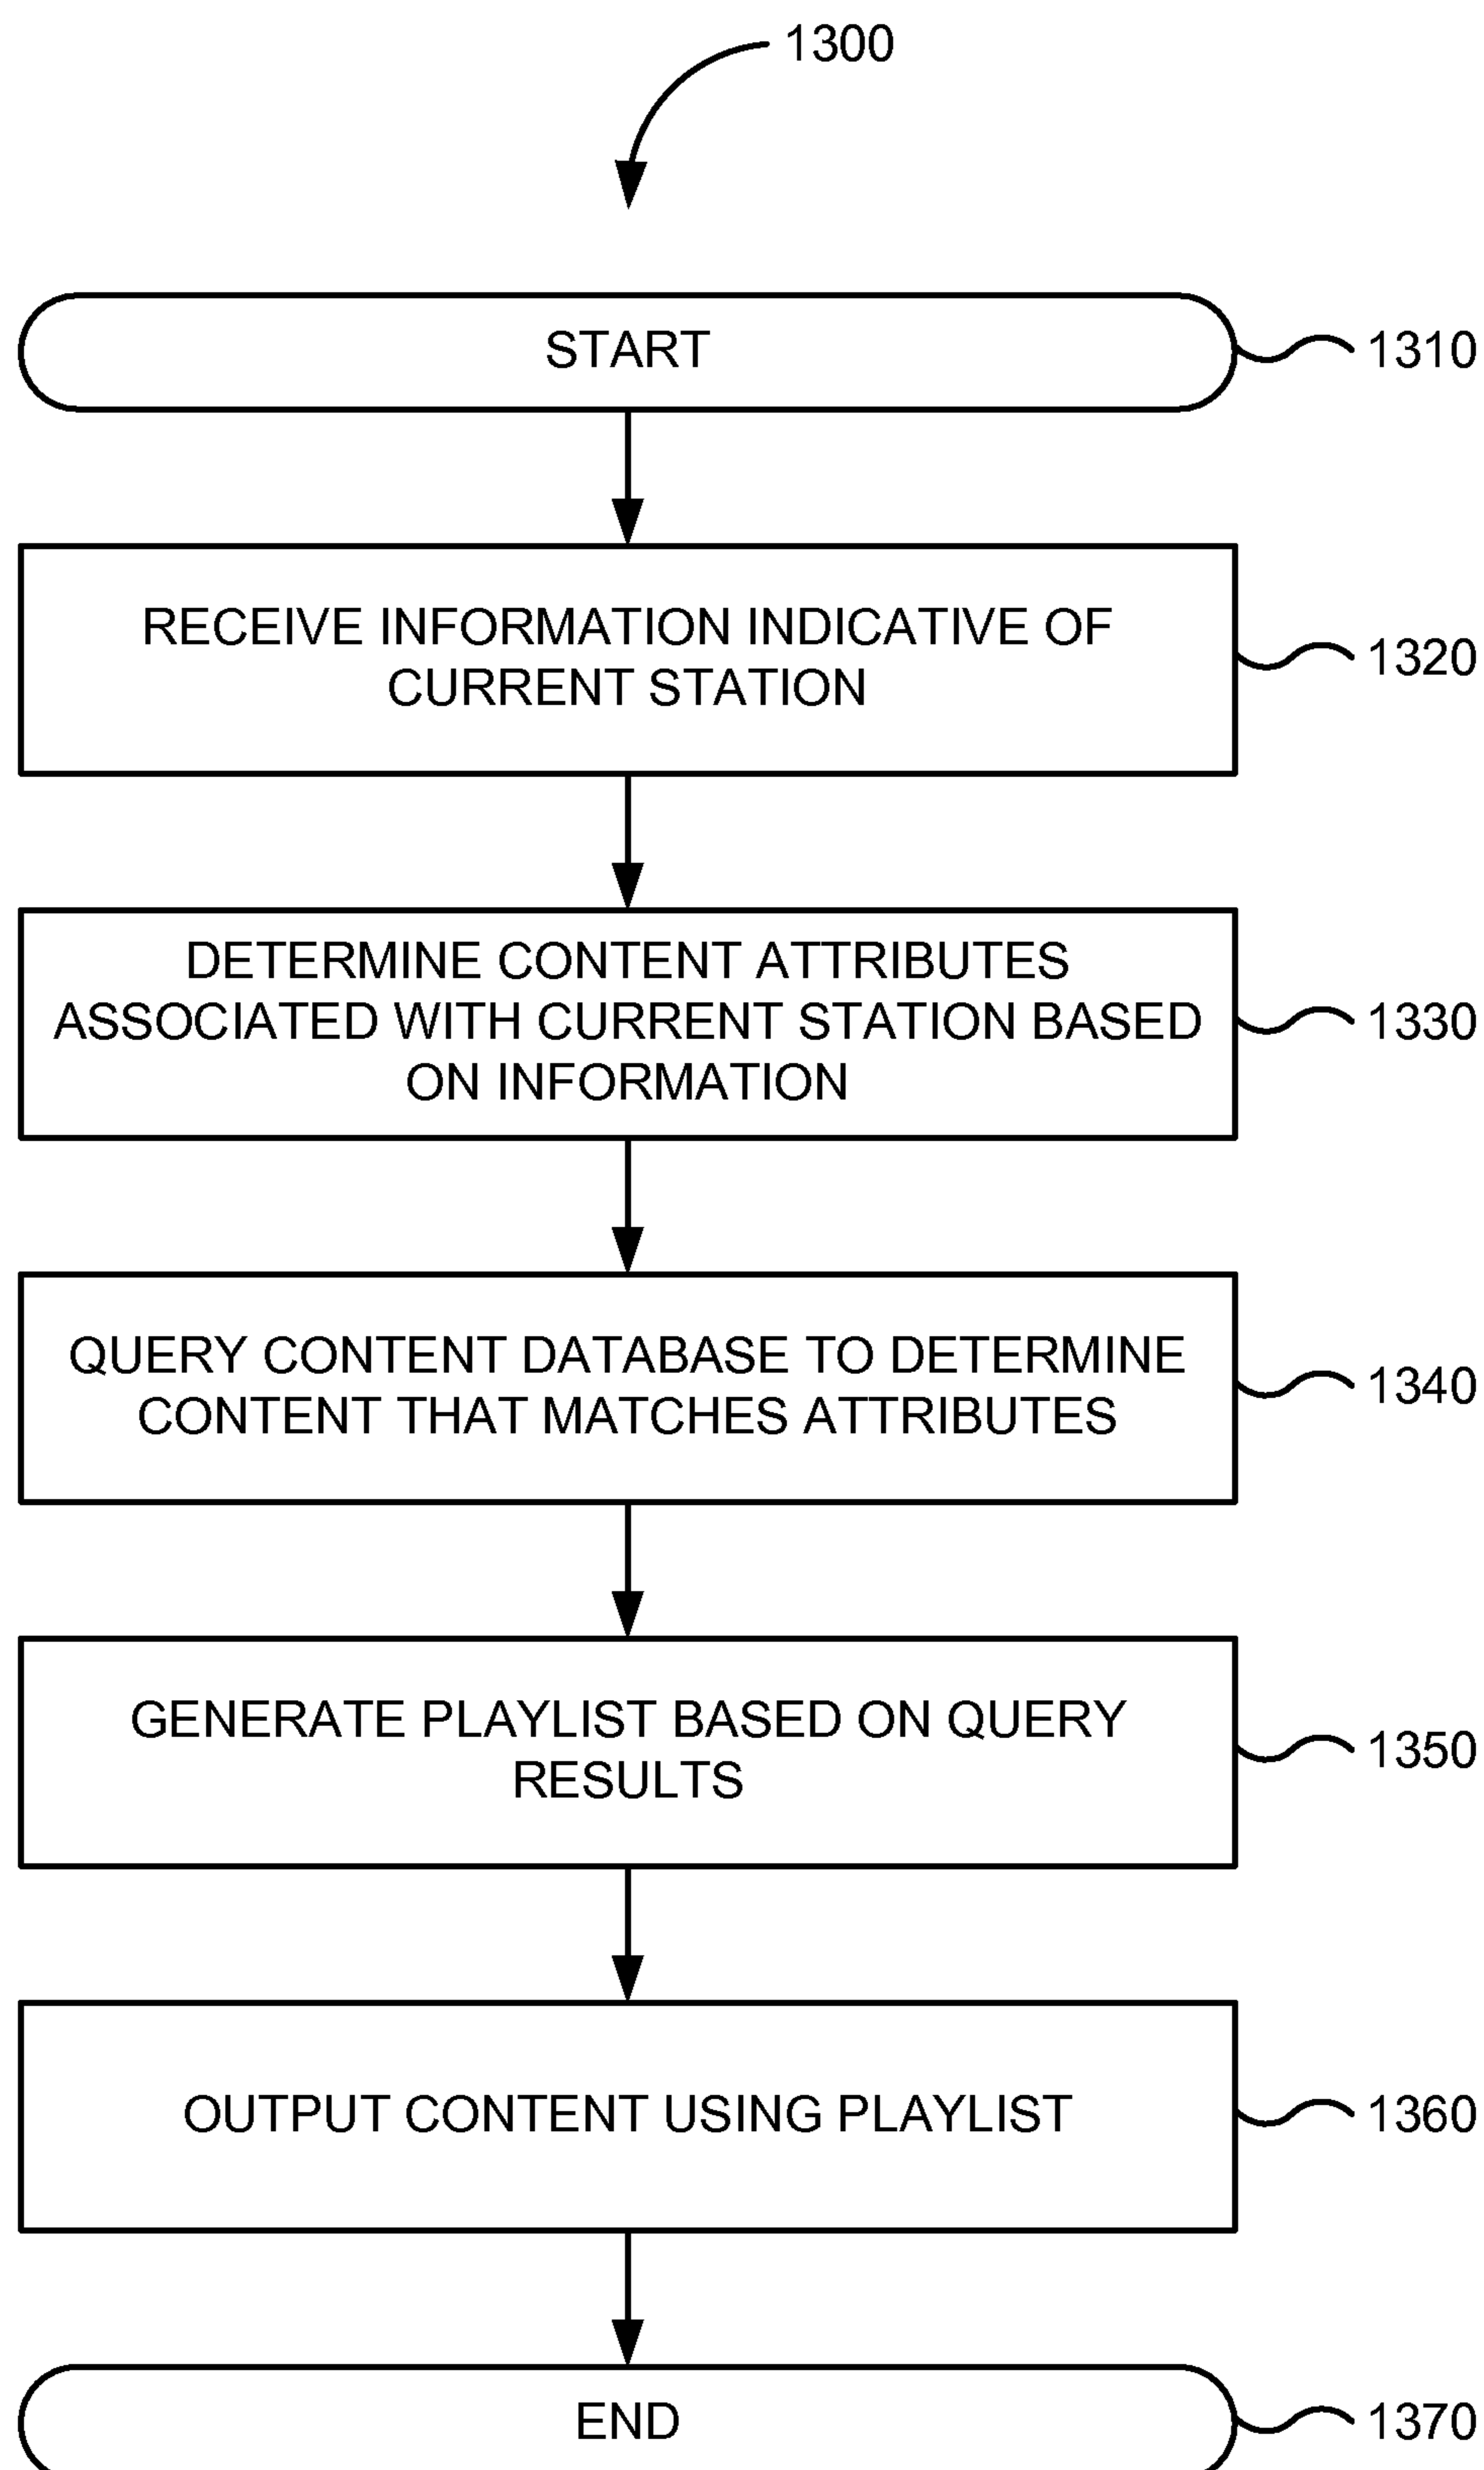 1300
START
1310
RECEIVE INFORMATION INDICATIVE OF
CURRENT STATION
1320
DETERMINE CONTENT ATTRIBUTES
ASSOCIATED WITH CURRENT STATION BASED
ON INFORMATION
1330
QUERY CONTENT DATABASE TO DETERMINE
CONTENT THAT MATCHES ATTRIBUTES
1340
GENERATE PLAYLIST BASED ON QUERY
RESULTS
1350
OUTPUT CONTENT USING PLAYLIST
1360
END
1370